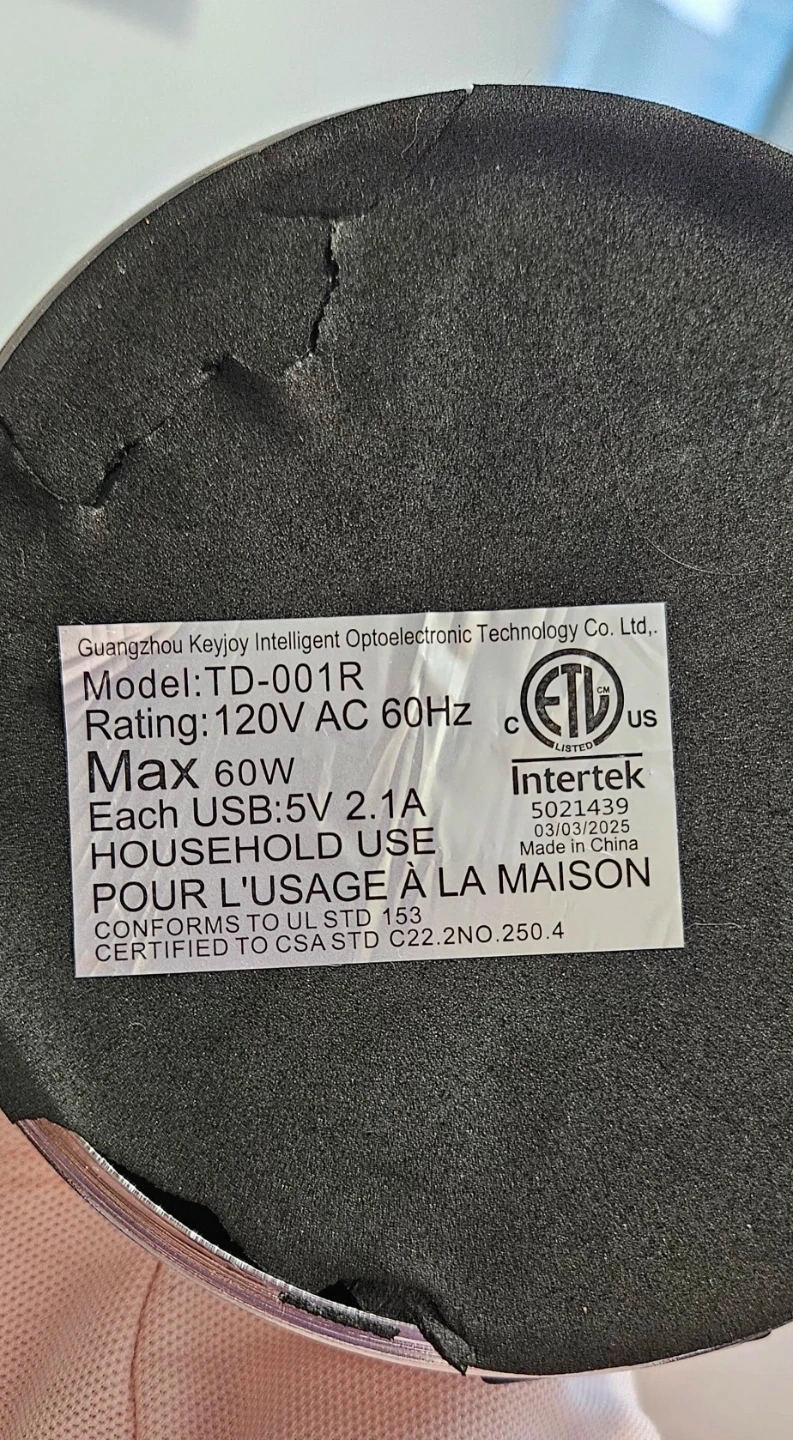 Guangzhou Keyjoy Intelligent Optoelectronic Technology Co. Ltd,.
Model:TD-001R
Rating:120V AC 60Hz
Max 60W
Each USB:5V 2.1A
HOUSEHOLD USE
POUR L'USAGE À LA MAISON
CONFORMS TO UL STD 153
CERTIFIED TO CSA STD C22.2NO.250.4
C ETL CM US
LISTED
Intertek
5021439
03/03/2025
Made in China